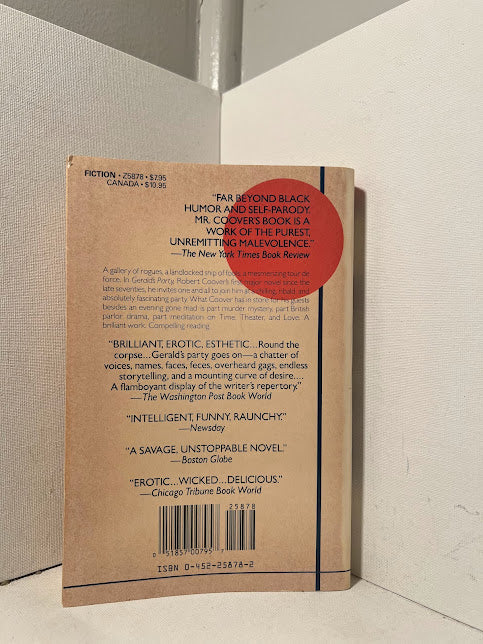 FICTION • Z5878 • $7.95
CANADA • $10.95
"FAR BEYOND BLACK
HUMOR AND SELF-PARODY.
MR. COOVER'S BOOK IS A
WORK OF THE PUREST,
UNREMITTING MALEVOLENCE."
—The New York Times Book Review
A gallery of rogues, a landlocked ship of fools, a mesmerizing tour de
force. In Gerald's Party, Robert Coover's first major novel since the
late seventies, he invites one and all to join him at a telling, ribald, and
absolutely fascinating party. What Coover has in store for his guests
besides an evening gone mad is part murder mystery, part British
parlor drama, part meditation on Time, Theater, and Love. A
brilliant work. Compelling reading.
"BRILLIANT, EROTIC, ESTHETIC...Round the
corpse...Gerald's party goes on—a chatter of
voices, names, faces, feces, overheard gags, endless
storytelling, and a mounting curve of desire....
A flamboyant display of the writer's repertory."
—The Washington Post Book World
"INTELLIGENT, FUNNY, RAUNCHY."
—Newsday
"A SAVAGE, UNSTOPPABLE NOVEL."
—Boston Globe
"EROTIC...WICKED...DELICIOUS."
—Chicago Tribune Book World
25878
0 51857 00795 7
ISBN 0-452-25878-2